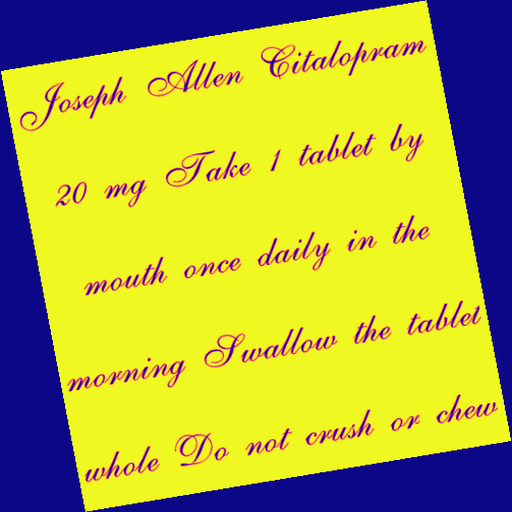 Joseph Allen Citalopram
20 mg Take 1 tablet by
mouth once daily in the
morning Swallow the tablet
whole Do not crush or chew